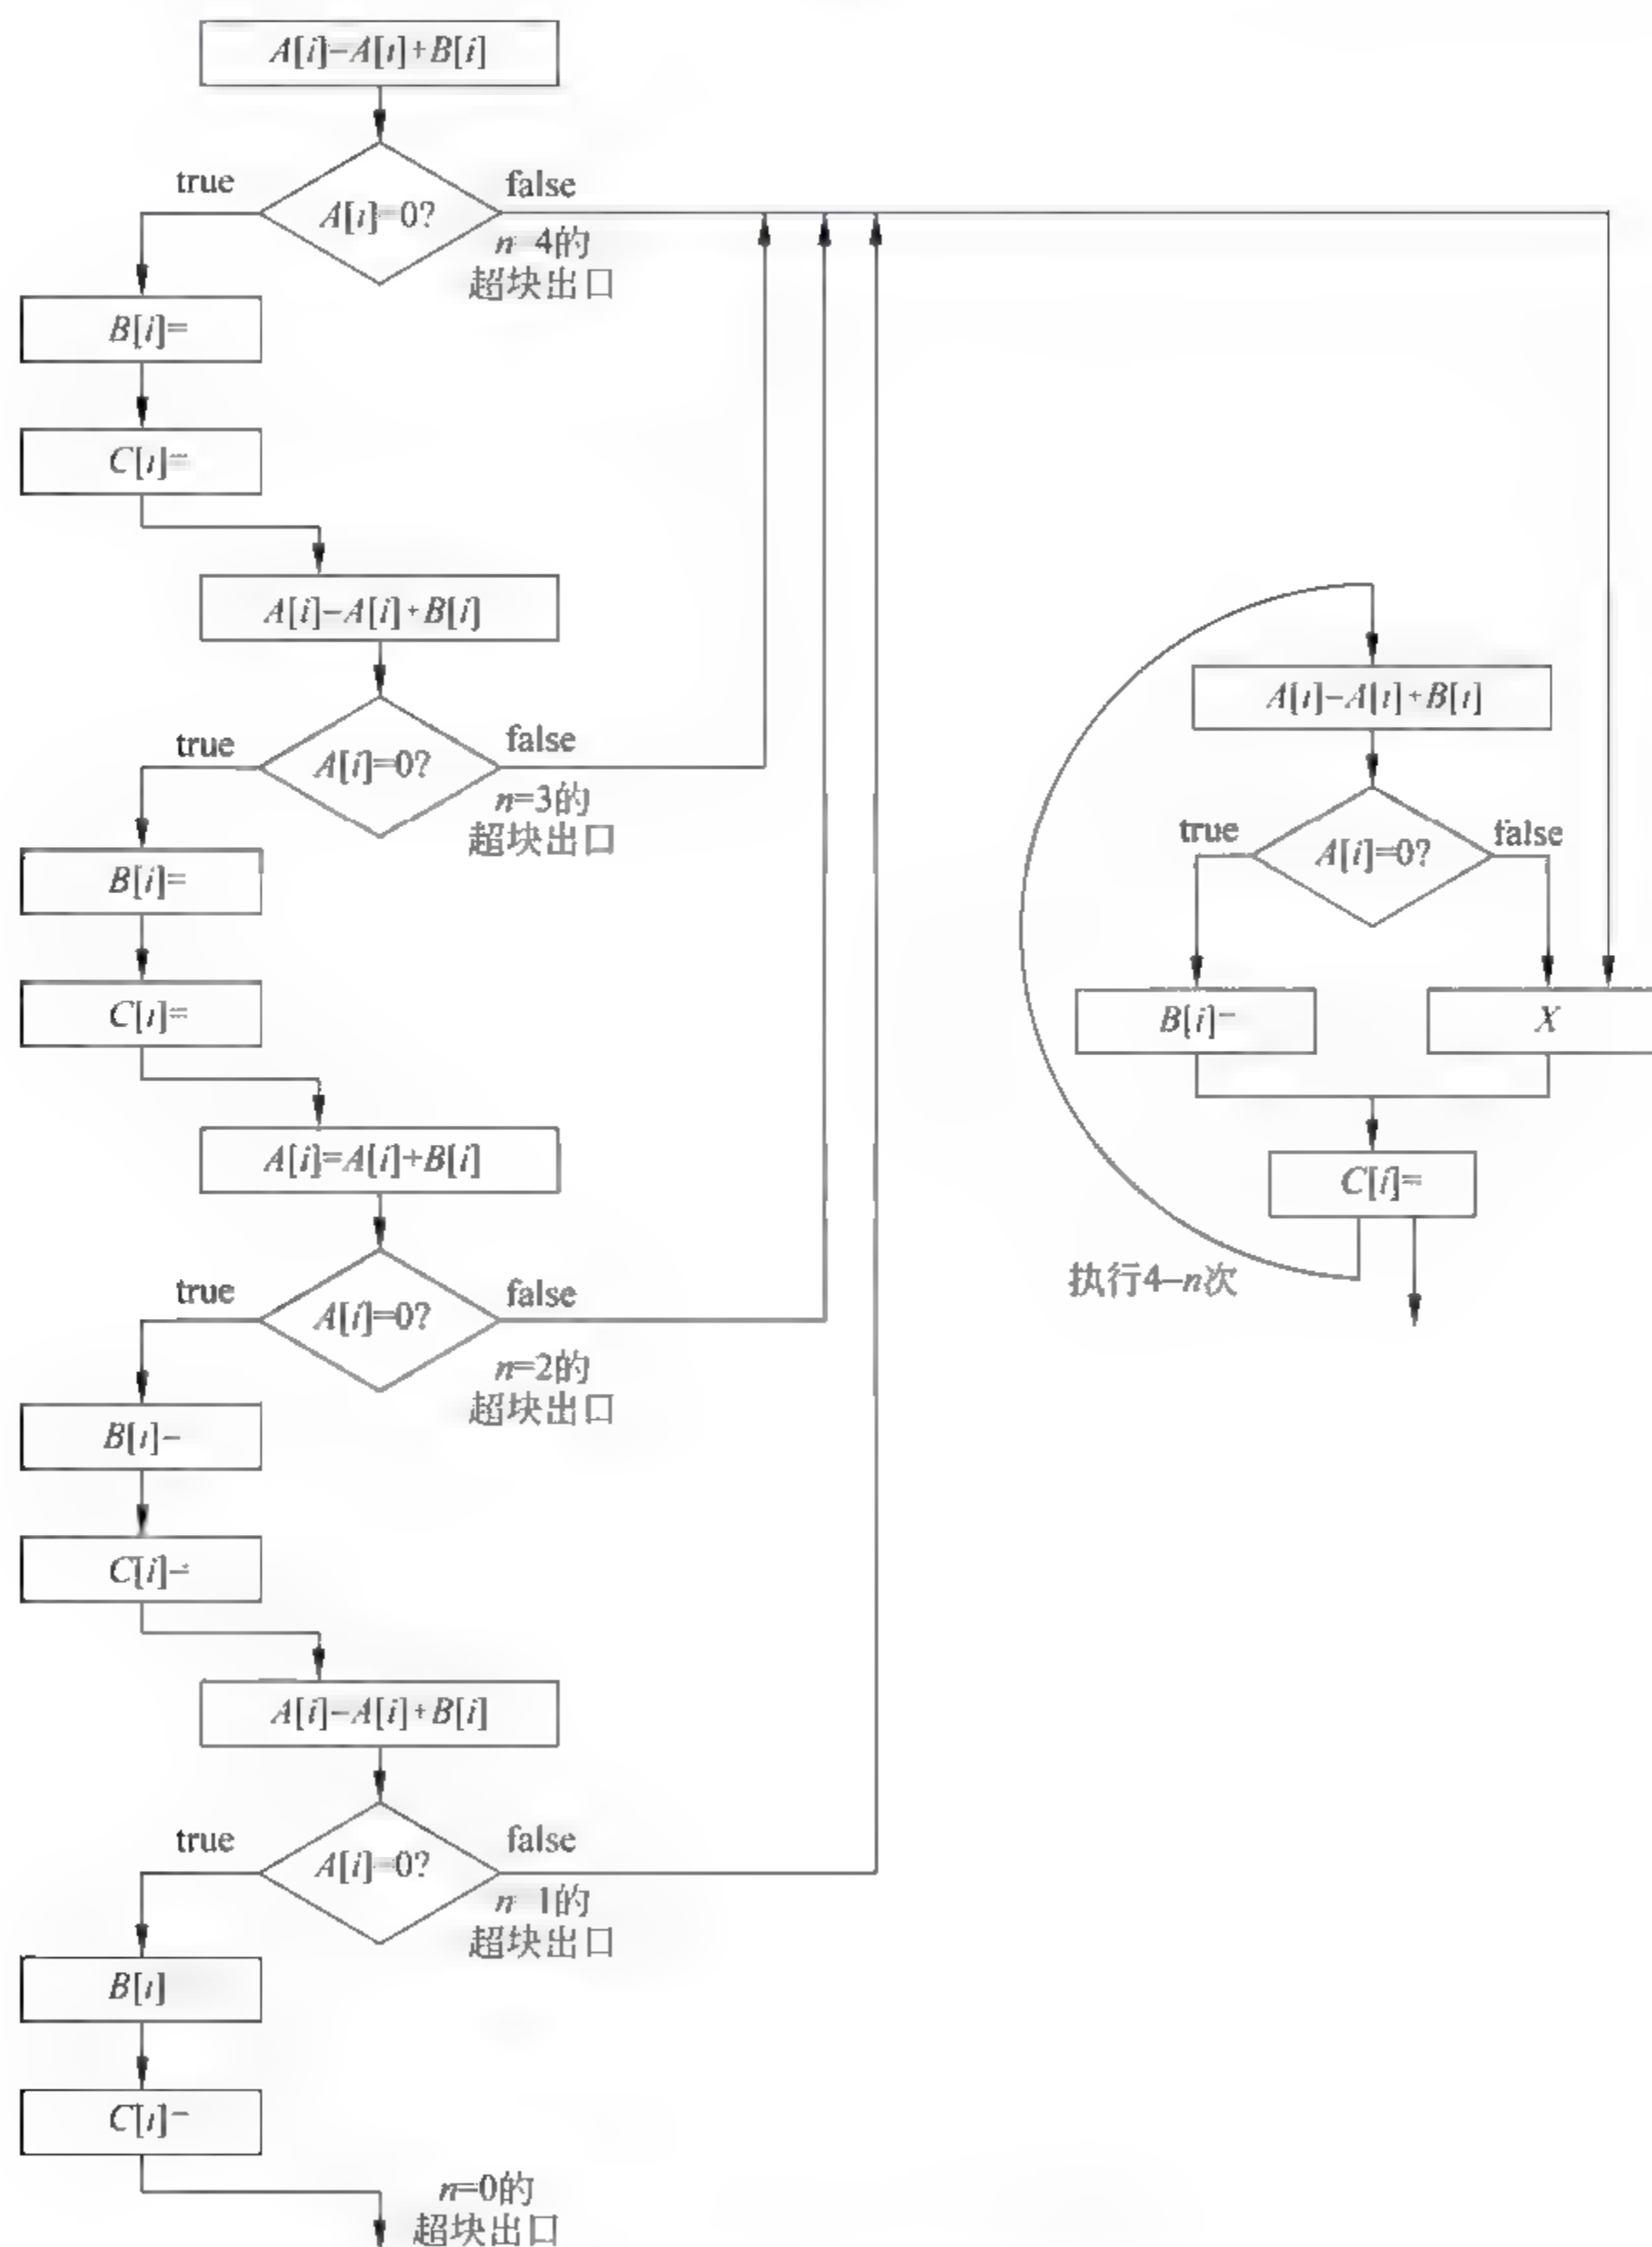 A[i]-A[i]+B[i]
true
false
A[i]=0?
n=4的
超块出口
B[i]=
C[i]=
A[i]-A[i]+B[i]
true
false
A[i]=0?
n=3的
超块出口
B[i]=
C[i]=
A[i]=A[i]+B[i]
true
false
A[i]=0?
n=2的
超块出口
B[i]-
C[i]=
A[i]-A[i]+B[i]
true
false
A[i]=0?
n=1的
超块出口
B[i]
C[i]-
n=0的
超块出口
A[i]-A[i]+B[i]
true
false
A[i]=0?
B[i]-
X
C[i]=
执行4-n次